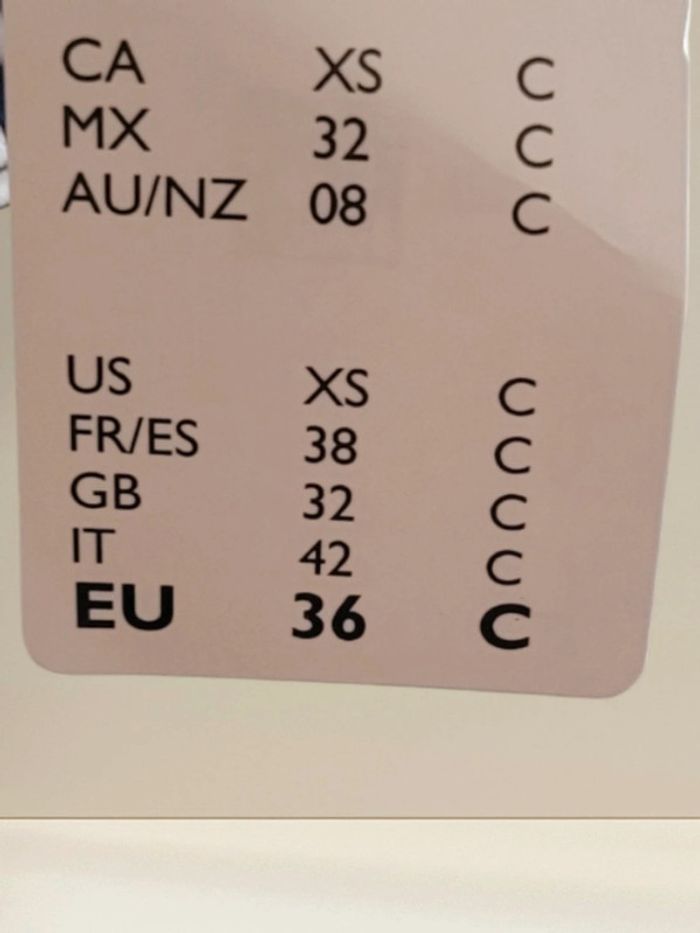 CA XS C
MX 32 C
AU/NZ 08 C
US XS C
FR/ES 38 C
GB 32 C
IT 42 C
EU 36 C